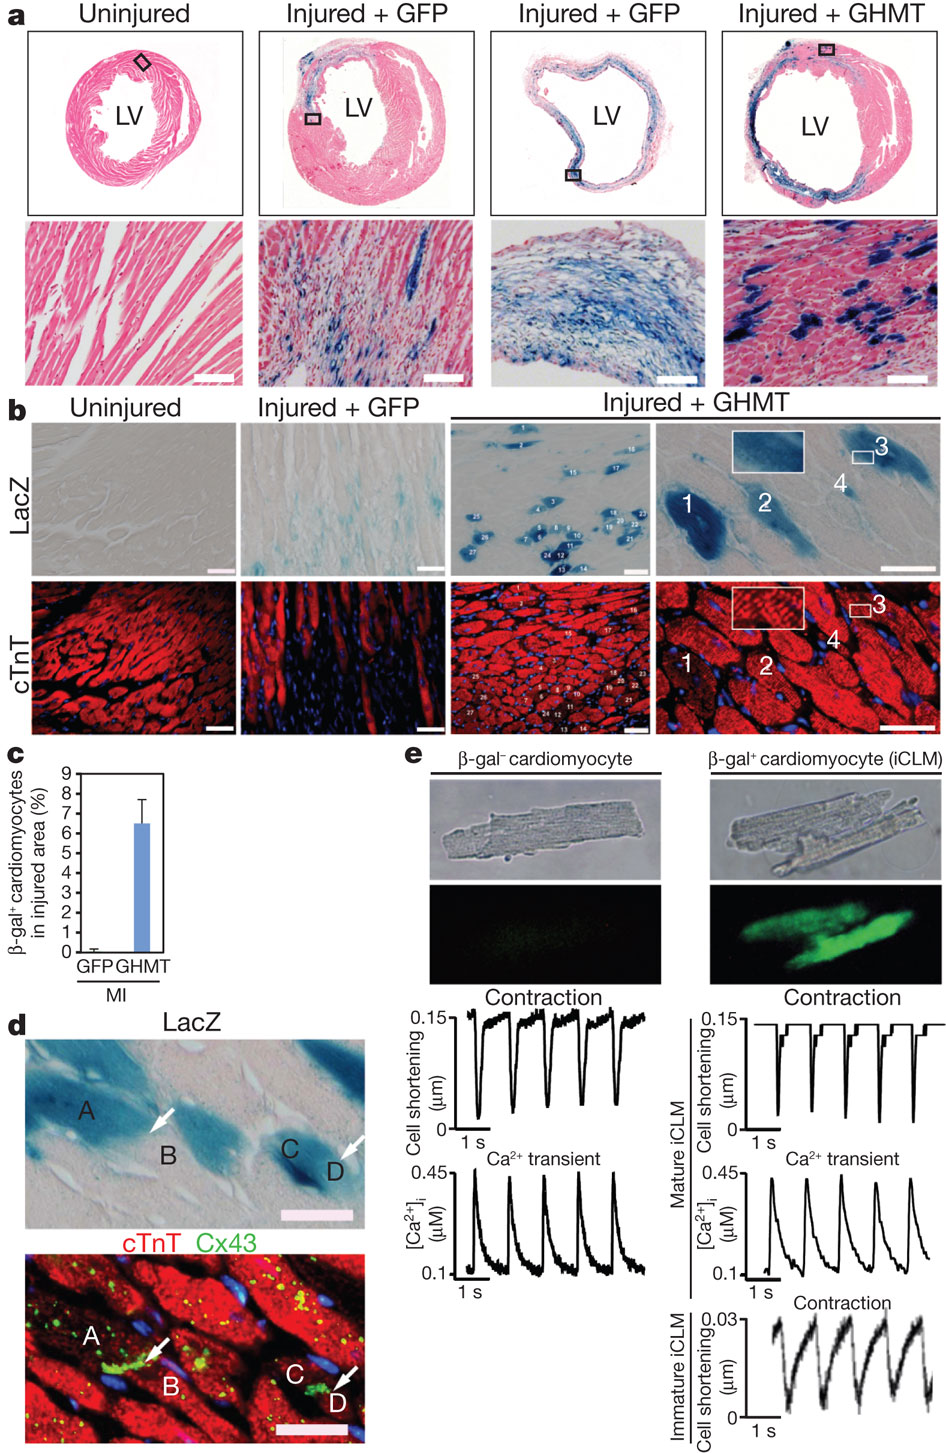 a
Uninjured
Injured + GFP
Injured + GFP
Injured + GHMT
LV
LV
LV
LV
b
Uninjured
Injured + GFP
Injured + GHMT
LacZ
1
2
3
4
cTnT
1
2
3
4
c
β-gal⁺ cardiomyocytes
in injured area (%)
9
8
7
6
5
4
3
2
1
0
GFP GHMT
MI
d
LacZ
A
B
C
D
cTnT Cx43
A
B
C
D
e
β-gal⁻ cardiomyocyte
β-gal⁺ cardiomyocyte (iCLM)
Contraction
0.15
Cell shortening
(μm)
0
1 s
Ca²⁺ transient
0.45
[Ca²⁺]i
(μM)
0.1
1 s
Mature iCLM
Contraction
0.15
Cell shortening
(μm)
0
1 s
Ca²⁺ transient
0.45
[Ca²⁺]i
(μM)
0.1
1 s
Immature iCLM
Contraction
0.03
Cell shortening
(μm)
0
1 s